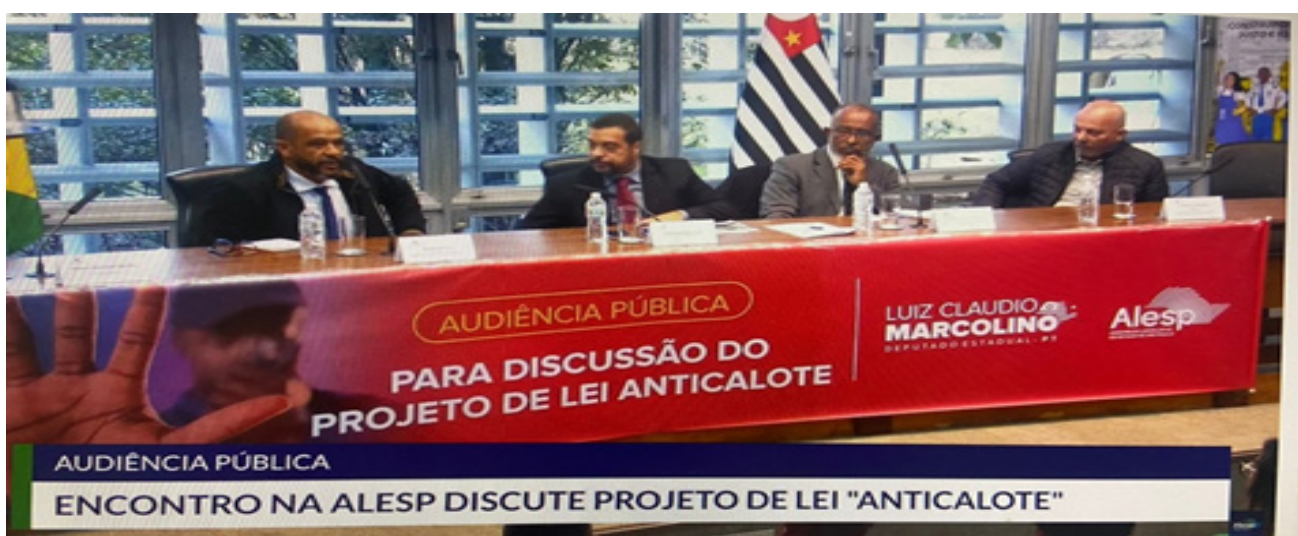 AUDIÊNCIA PÚBLICA
PARA DISCUSSÃO DO
PROJETO DE LEI ANTICALOTE
LUIZ CLAUDIO
MARCOLINO
DEPUTADO ESTADUAL - PT
Alesp
AUDIÊNCIA PÚBLICA
ENCONTRO NA ALESP DISCUTE PROJETO DE LEI "ANTICALOTE"